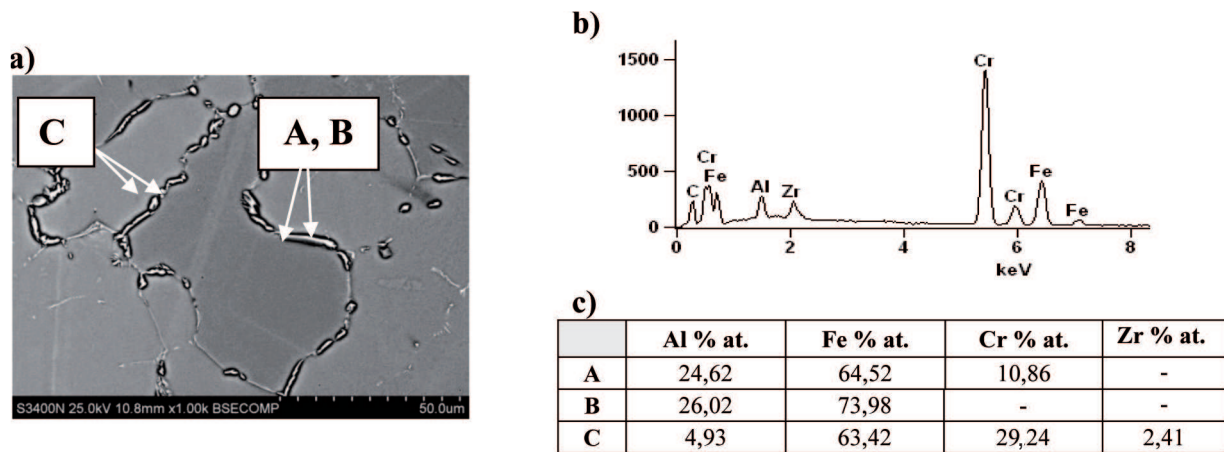 a)
C
A, B
S3400N 25.0kV 10.8mm x1.00k BSECOMP 50.0um
b)
1500
1000
500
0
C
Cr
Fe
Al
Zr
Cr
Cr
Fe
Fe
0 2 4 6 8
keV
c)
Al % at. Fe % at. Cr % at. Zr % at.
A 24,62 64,52 10,86 -
B 26,02 73,98 - -
C 4,93 63,42 29,24 2,41